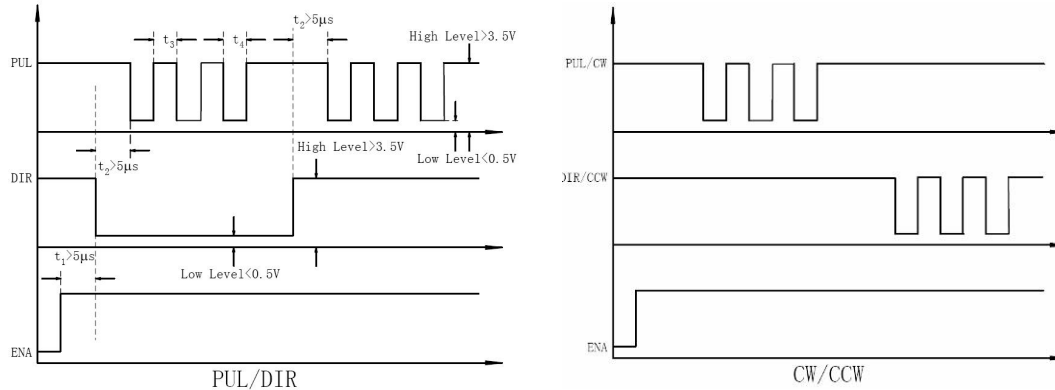 t₂>5μs
t₃
t₄
High Level>3.5V
PUL
Low Level<0.5V
t₂>5μs
High Level>3.5V
DIR
t₁>5μs
Low Level<0.5V
ENA
PUL/DIR
PUL/CW
DIR/CCW
ENA
CW/CCW